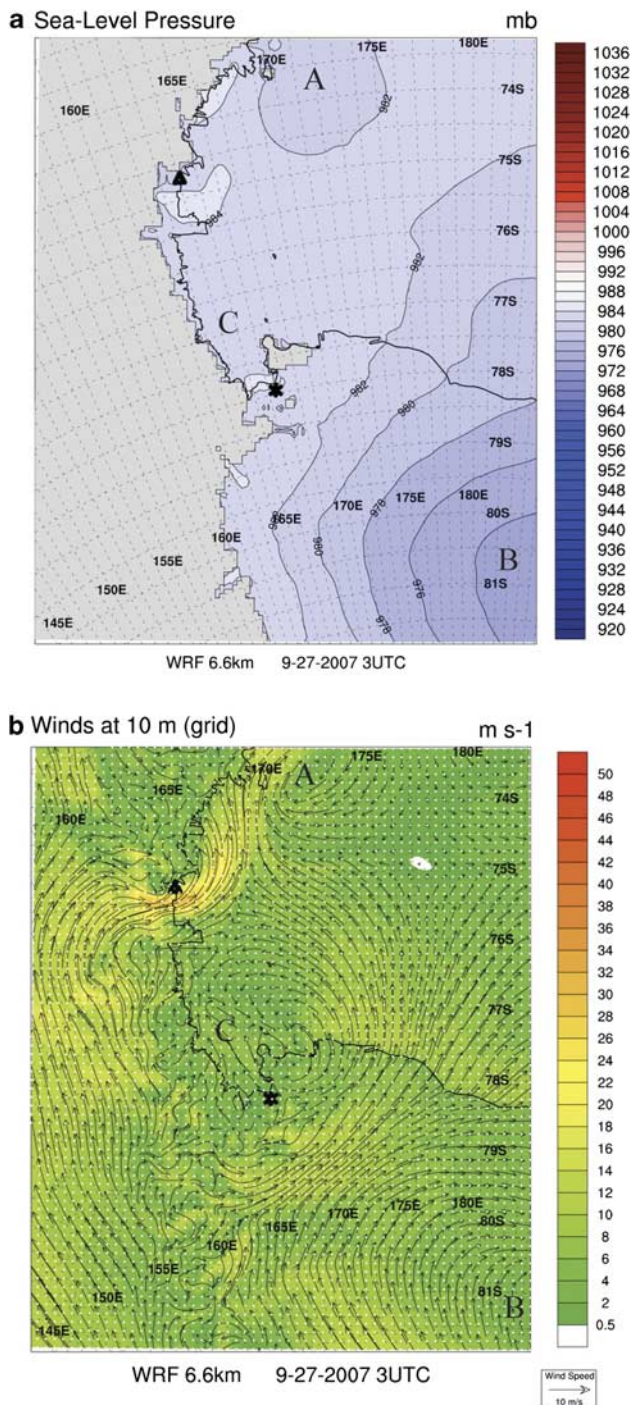 a Sea-Level Pressure mb
180E
175E
170E
165E
160E
A
74S
982
75S
984
76S
982
77S
C
78S
982
980
79S
175E
180E
170E
165E
978
80S
160E
980
155E
B
976
81S
150E
978
145E
1036
1032
1028
1024
1020
1016
1012
1008
1004
1000
996
992
988
984
980
976
972
968
964
960
956
952
948
944
940
936
932
928
924
920
WRF 6.6km 9-27-2007 3UTC
b Winds at 10 m (grid) m s-1
180E
175E
170E
A
165E
74S
160E
75S
76S
77S
C
78S
79S
180E
175E
170E
80S
165E
160E
155E
81S
150E
B
145E
50
48
46
44
42
40
38
36
34
32
30
28
26
24
22
20
18
16
14
12
10
8
6
4
2
0.5
WRF 6.6km 9-27-2007 3UTC
Wind Speed
10 m/s